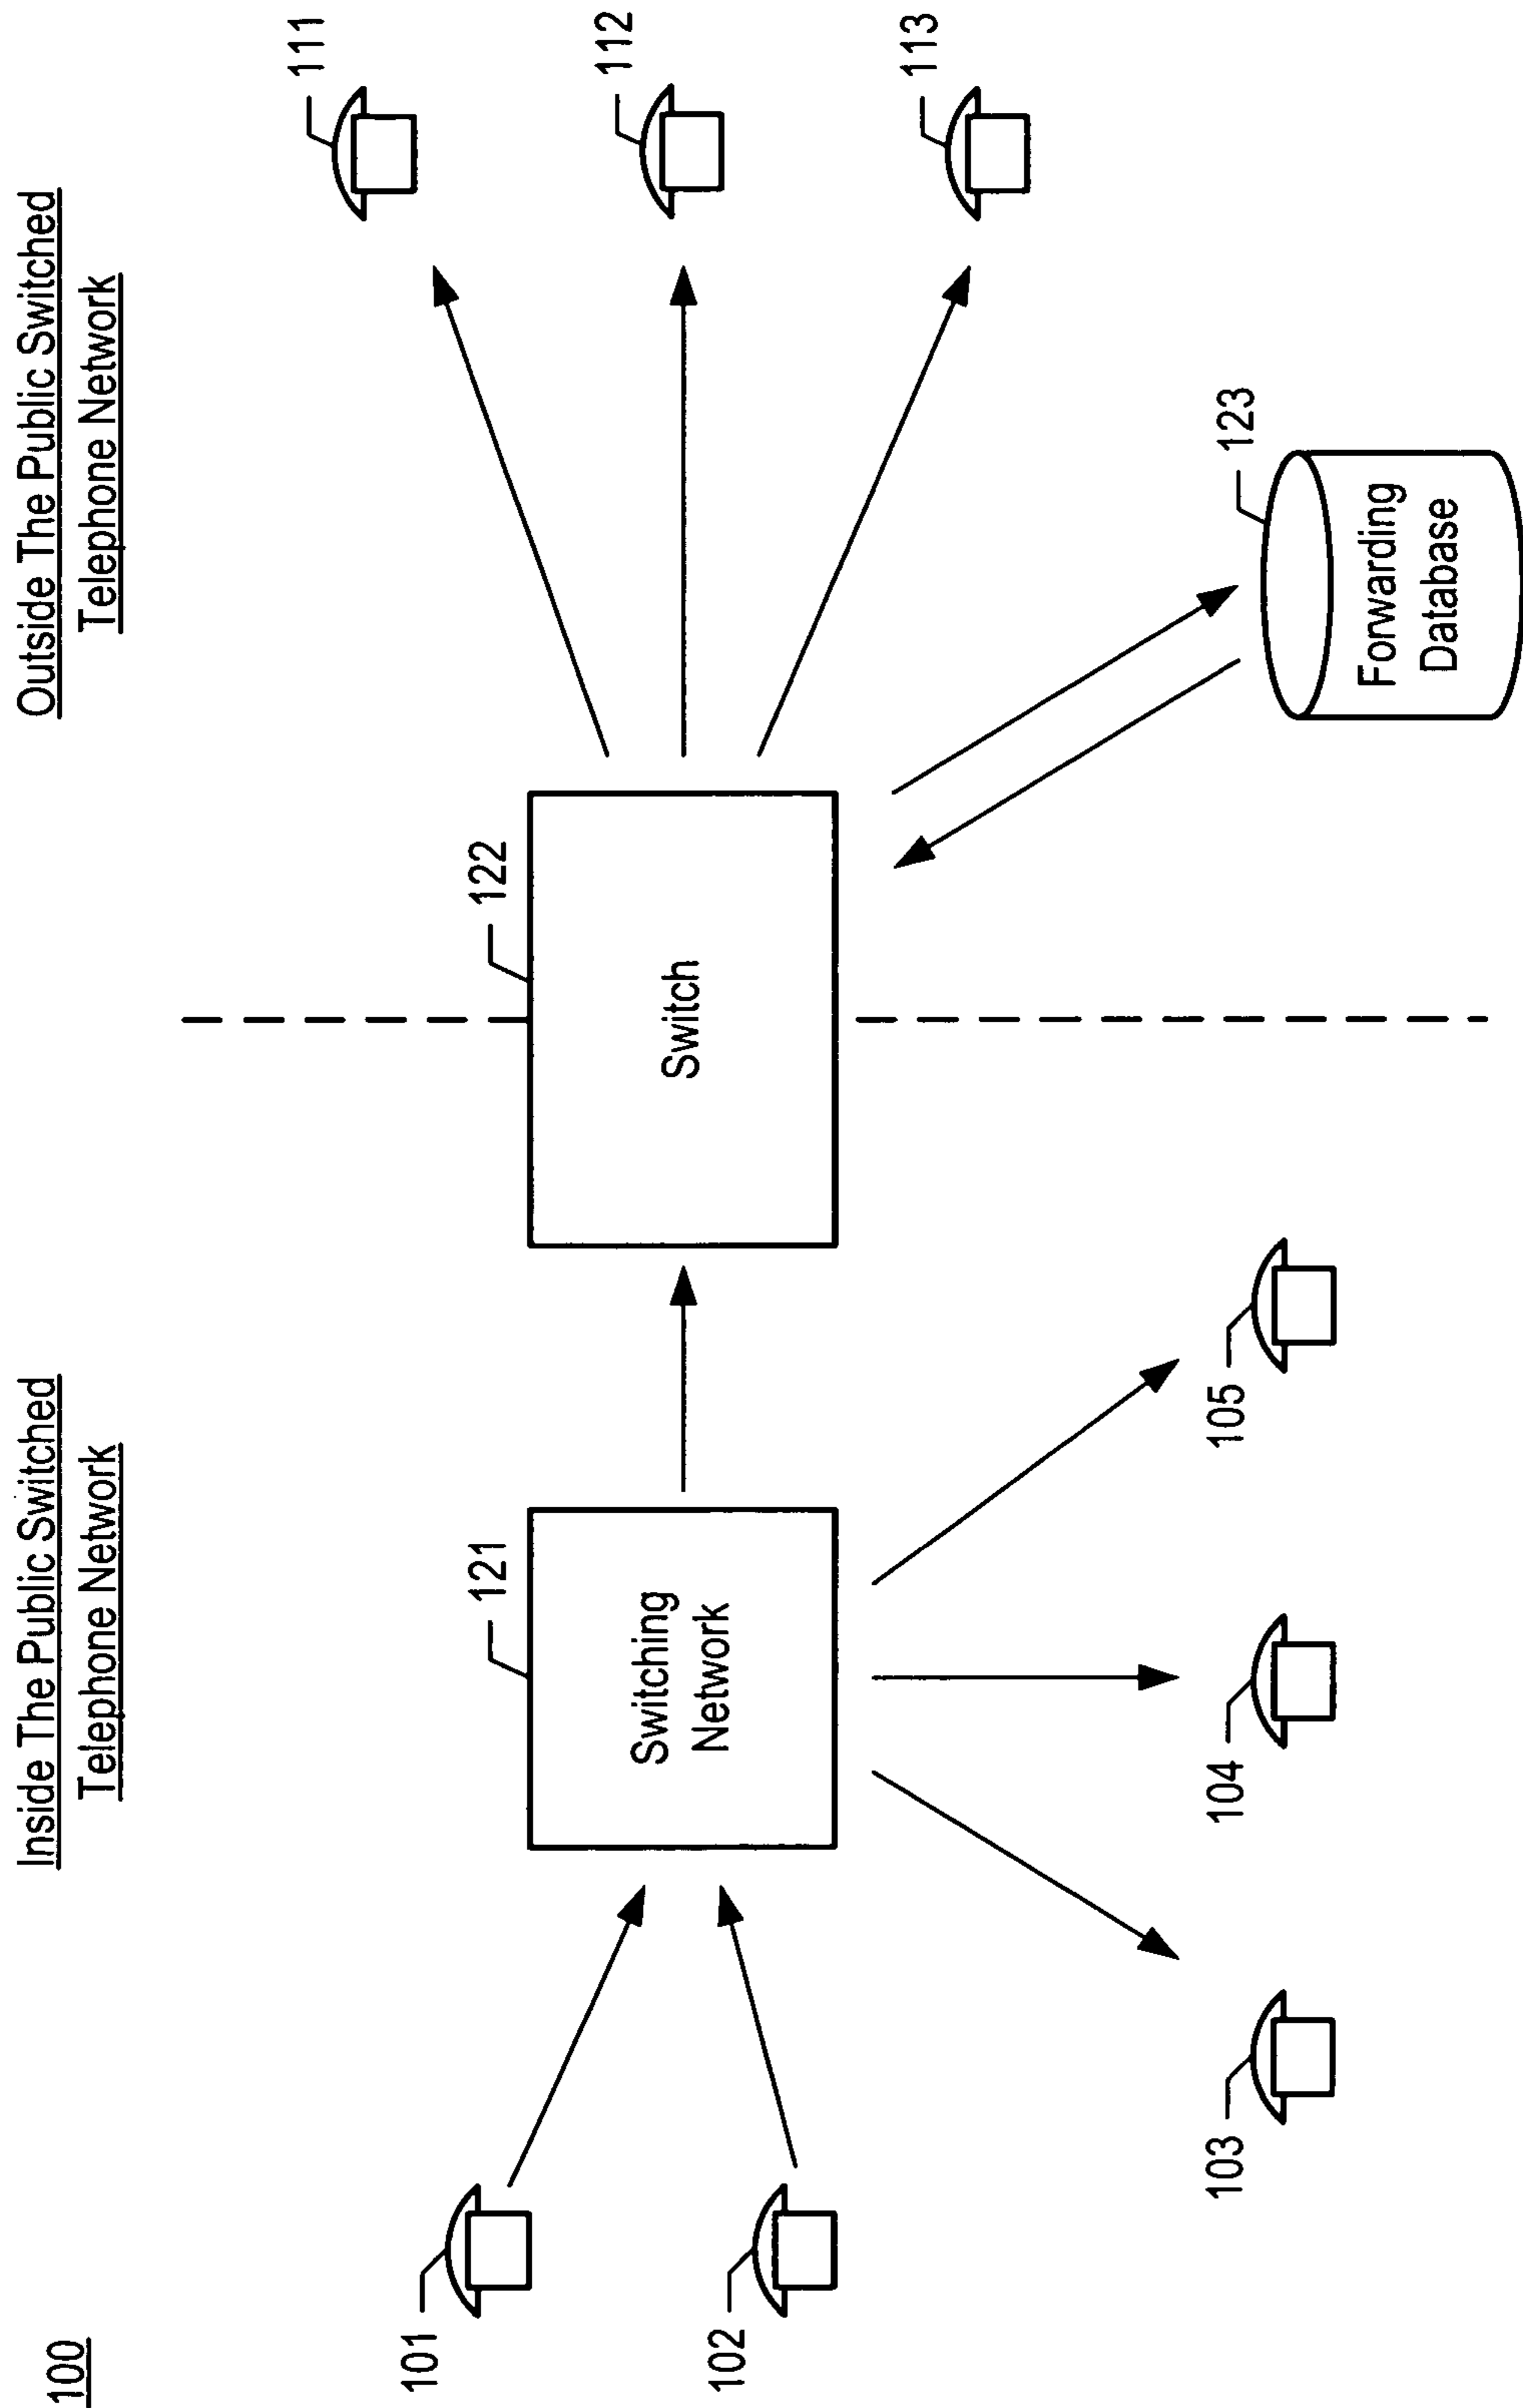 100
Inside The Public Switched
Telephone Network
Outside The Public Switched
Telephone Network
101
102
121
Switching
Network
122
Switch
111
112
113
103
104
105
123
Forwarding
Database